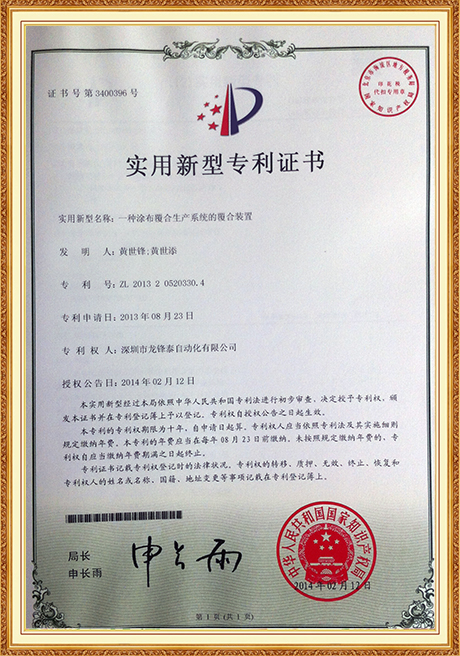 证书号第3400396号
实用新型专利证书
实用新型名称：一种涂布覆合生产系统的覆合装置
发明人：黄世锋;黄世添
专利号：ZL 2013 2 0520330.4
专利申请日：2013年08月23日
专利权人：深圳市龙锋泰自动化有限公司
授权公告日：2014年02月12日
本实用新型经过本局依照中华人民共和国专利法进行初步审查，决定授予专利权，颁
发本证书并在专利登记簿上予以登记。专利权自授权公告之日起生效。
本专利的专利权期限为十年，自申请日起算。专利权人应当依照专利法及其实施细则
规定缴纳年费。本专利的年费应当在每年08月23日前缴纳。未按照规定缴纳年费的，专
利权自应当缴纳年费期满之日起终止。
专利证书记载专利权登记时的法律状况。专利权的转移、质押、无效、终止、恢复和
专利权人的姓名或名称、国籍、地址变更等事项记载在专利登记簿上。
局长
申长雨
申长雨
中华人民共和国国家知识产权局
2014年02月12日
第1页(共1页)